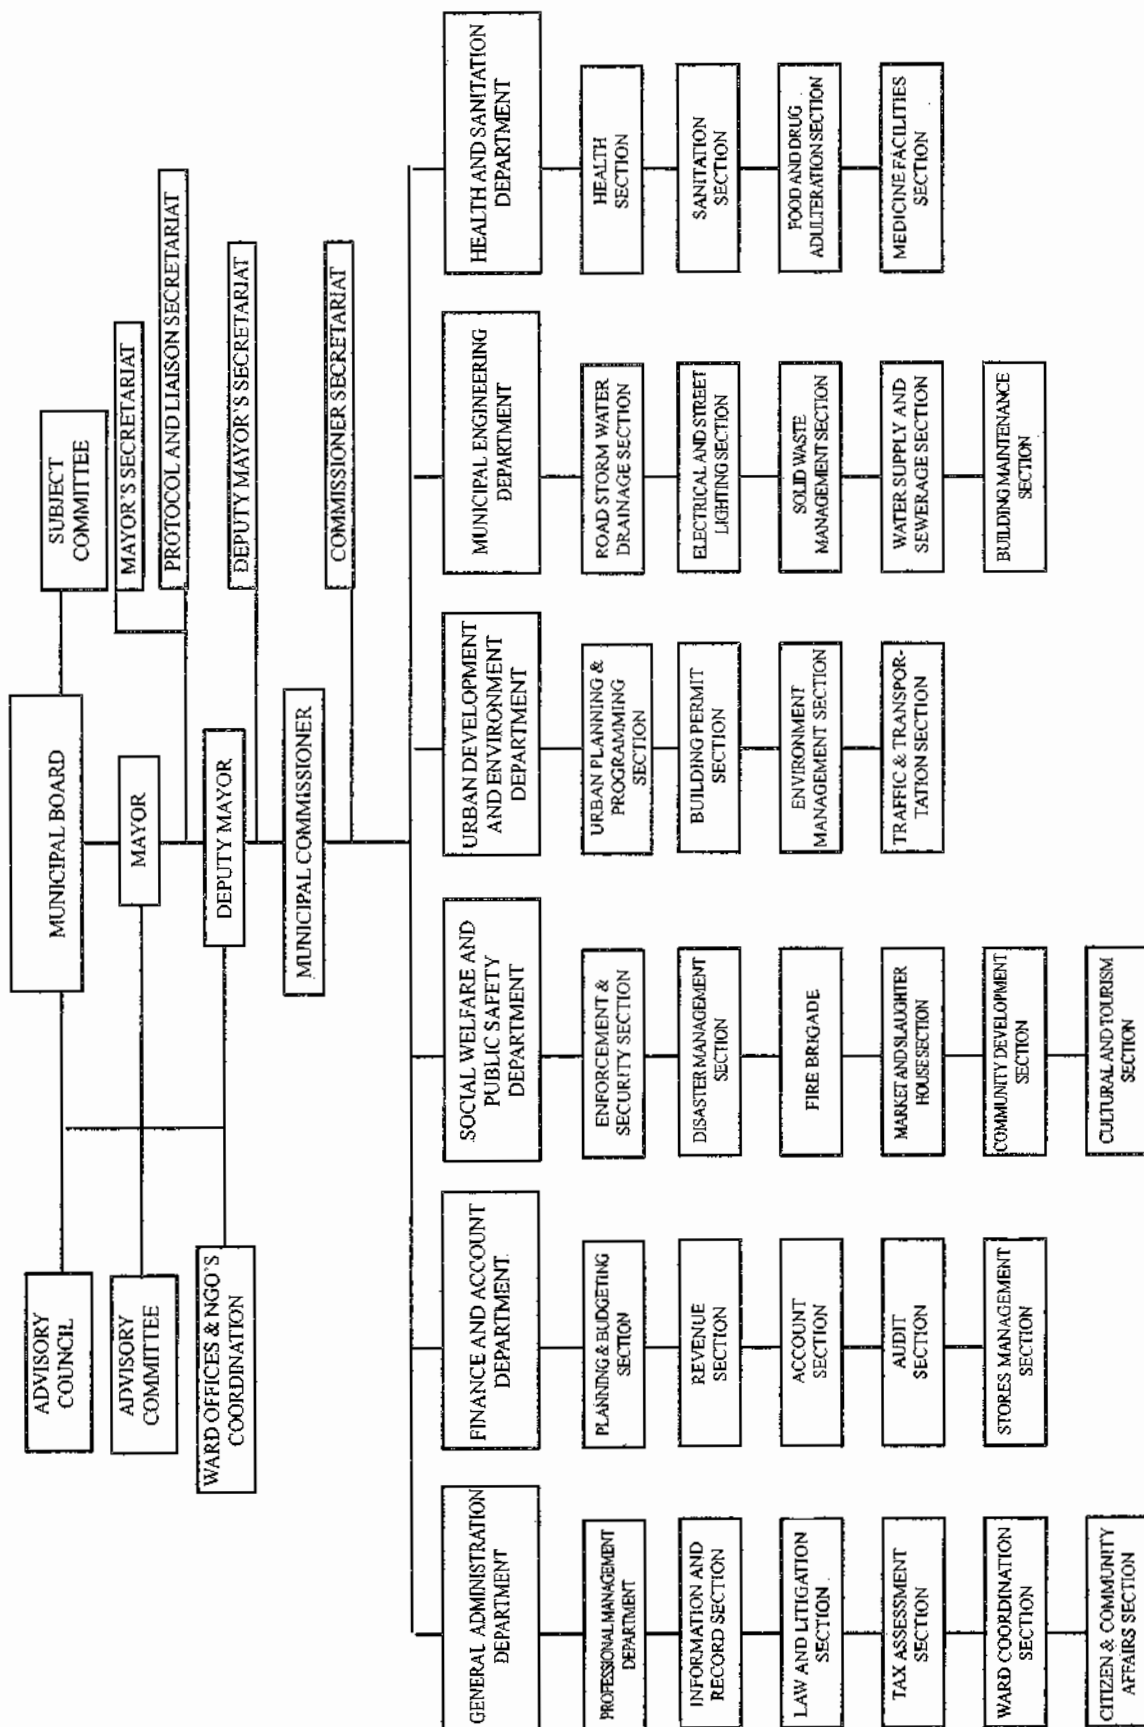 MUNICIPAL BOARD
SUBJECT
COMMITTEE
ADVISORY
COUNCIL
MAYOR
MAYOR'S SECRETARIAT
ADVISORY
COMMITTEE
PROTOCOL AND LIAISON SECRETARIAT
DEPUTY MAYOR
DEPUTY MAYOR'S SECRETARIAT
WARD OFFICES & NGO'S
COORDINATION
MUNICIPAL COMMISSIONER
COMMISSIONER SECRETARIAT
GENERAL ADMINISTRATION
DEPARTMENT
PROFESSIONAL MANAGEMENT
DEPARTMENT
INFORMATION AND
RECORD SECTION
LAW AND LITIGATION
SECTION
TAX ASSESSMENT
SECTION
WARD COORDINATION
SECTION
CITIZEN & COMMUNITY
AFFAIRS SECTION
FINANCE AND ACCOUNT
DEPARTMENT
PLANNING & BUDGETING
SECTION
REVENUE
SECTION
ACCOUNT
SECTION
AUDIT
SECTION
STORES MANAGEMENT
SECTION
SOCIAL WELFARE AND
PUBLIC SAFETY
DEPARTMENT
ENFORCEMENT &
SECURITY SECTION
DISASTER MANAGEMENT
SECTION
FIRE BRIGADE
MARKET AND SLAUGHTER
HOUSE SECTION
COMMUNITY DEVELOPMENT
SECTION
CULTURAL AND TOURISM
SECTION
URBAN DEVELOPMENT
AND ENVIRONMENT
DEPARTMENT
URBAN PLANNING &
PROGRAMMING
SECTION
BUILDING PERMIT
SECTION
ENVIRONMENT
MANAGEMENT SECTION
TRAFFIC & TRANSPOR-
TATION SECTION
MUNICIPAL ENGINEERING
DEPARTMENT
ROAD STORM WATER
DRAINAGE SECTION
ELECTRICAL AND STREET
LIGHTING SECTION
SOLID WASTE
MANAGEMENT SECTION
WATER SUPPLY AND
SEWERAGE SECTION
BUILDING MAINTENANCE
SECTION
HEALTH AND SANITATION
DEPARTMENT
HEALTH
SECTION
SANITATION
SECTION
FOOD AND DRUG
ADULTERATION SECTION
MEDICINE FACILITIES
SECTION